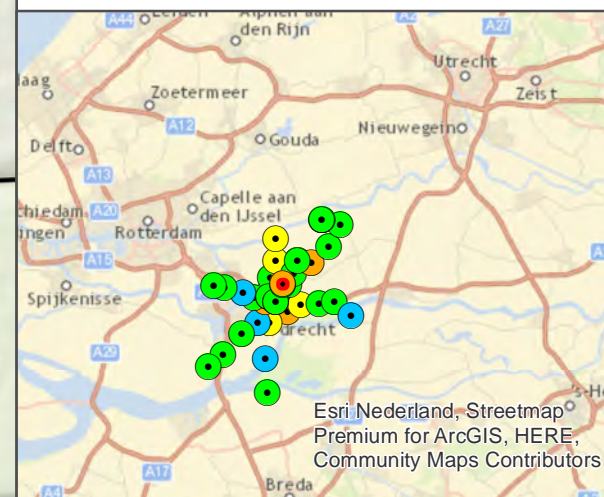 A44
A2
A27
den Rijn
Utrecht
aag
Zoetermeer
Zeist
A12
Nieuwegein
Gouda
Delft
A13
Capelle aan
den IJssel
chiedam
A20
ingen
Rotterdam
A15
Spijkenisse
drecht
A29
's-He
Esri Nederland, Streetmap
Premium for ArcGIS, HERE,
Community Maps Contributors
A17
Breda
A4